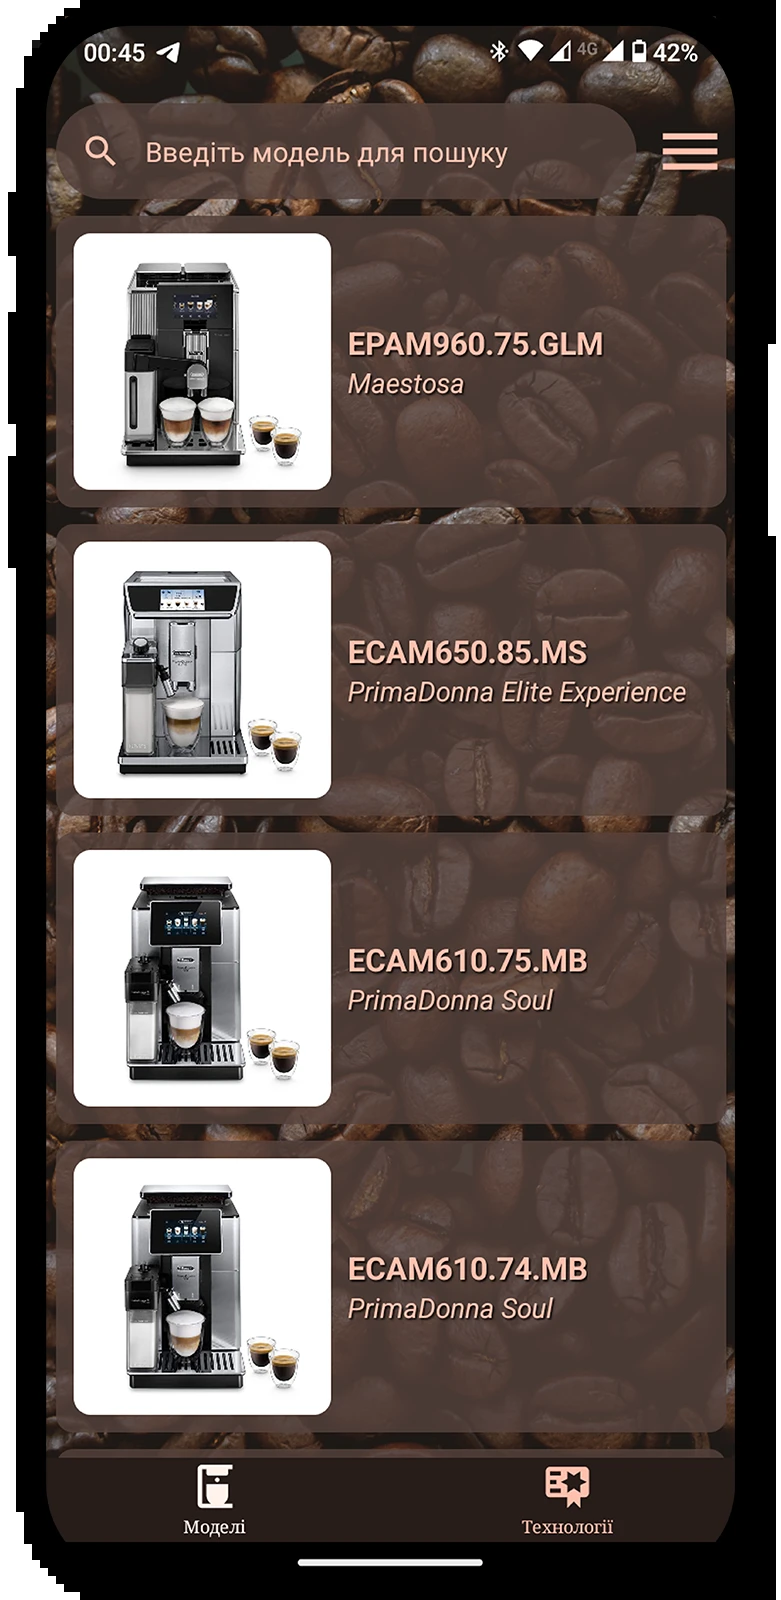 00:45 4G 42%
Введіть модель для пошуку
EPAM960.75.GLM
Maestosa
ECAM650.85.MS
PrimaDonna Elite Experience
ECAM610.75.MB
PrimaDonna Soul
ECAM610.74.MB
PrimaDonna Soul
Моделі Технології